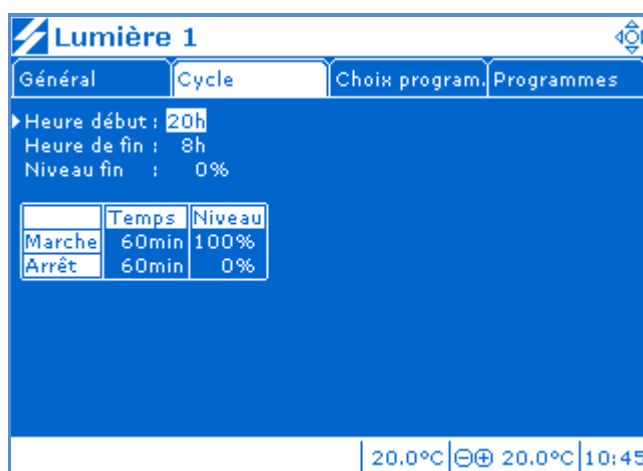 Lumière 1
Général Cycle Choix program. Programmes
Heure début : 20h
Heure de fin : 8h
Niveau fin : 0%
Temps Niveau
Marche 60min 100%
Arrêt 60min 0%
20.0°C 20.0°C 10:45